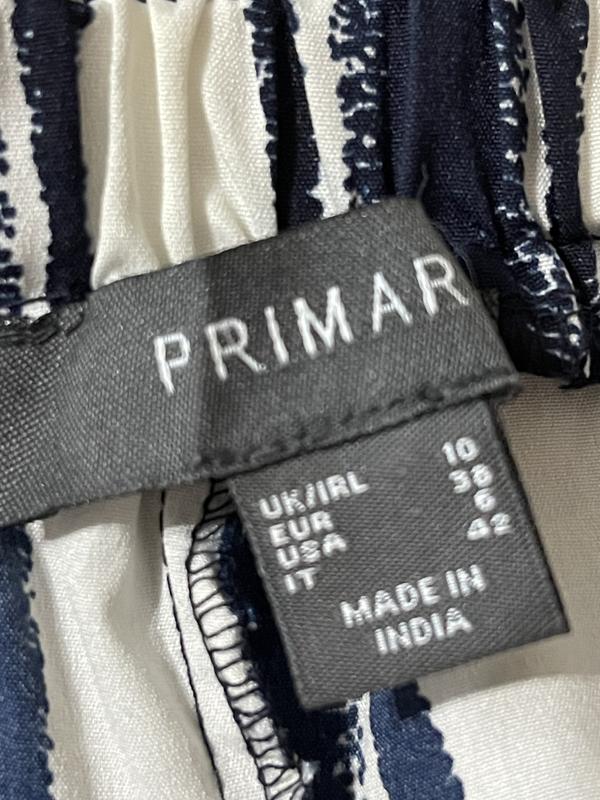 PRIMAR
UK/IRL 10
EUR 38
USA 6
IT 42
MADE IN
INDIA